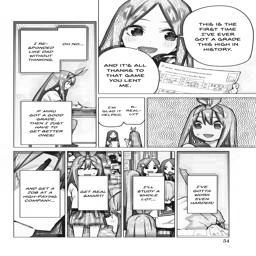 THIS IS THE
FIRST TIME
I'VE EVER
GOT A GRADE
THIS HIGH IN
HISTORY.
AND IT'S ALL
THANKS TO
THAT GAME
YOU LENT
ME.
OH NO...
I RE-
SPONDED
LIKE DAD
WITHOUT
THINKING.
IF MIKU
GOT A GOOD
GRADE,
THEN I JUST
HAVE TO
GET BETTER
ONES!
I'M
GLAD IT
HELPED.
I'VE
GOTTA
WORK
EVEN
HARDER!
I'LL
STUDY A
WHOLE
LOT...
GET REAL
SMART!
AND GET A
JOB AT A
HIGH-PAYING
COMPANY...
54